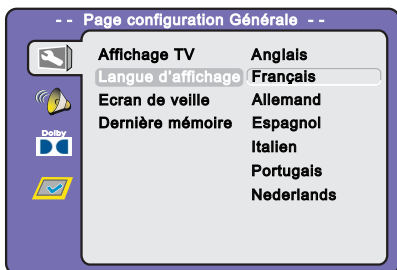 - - Page configuration Générale - -
Affichage TV Anglais
Langue d'affichage Français
Ecran de veille Allemand
Dernière mémoire Espagnol
Italien
Dolby
Portugais
Nederlands